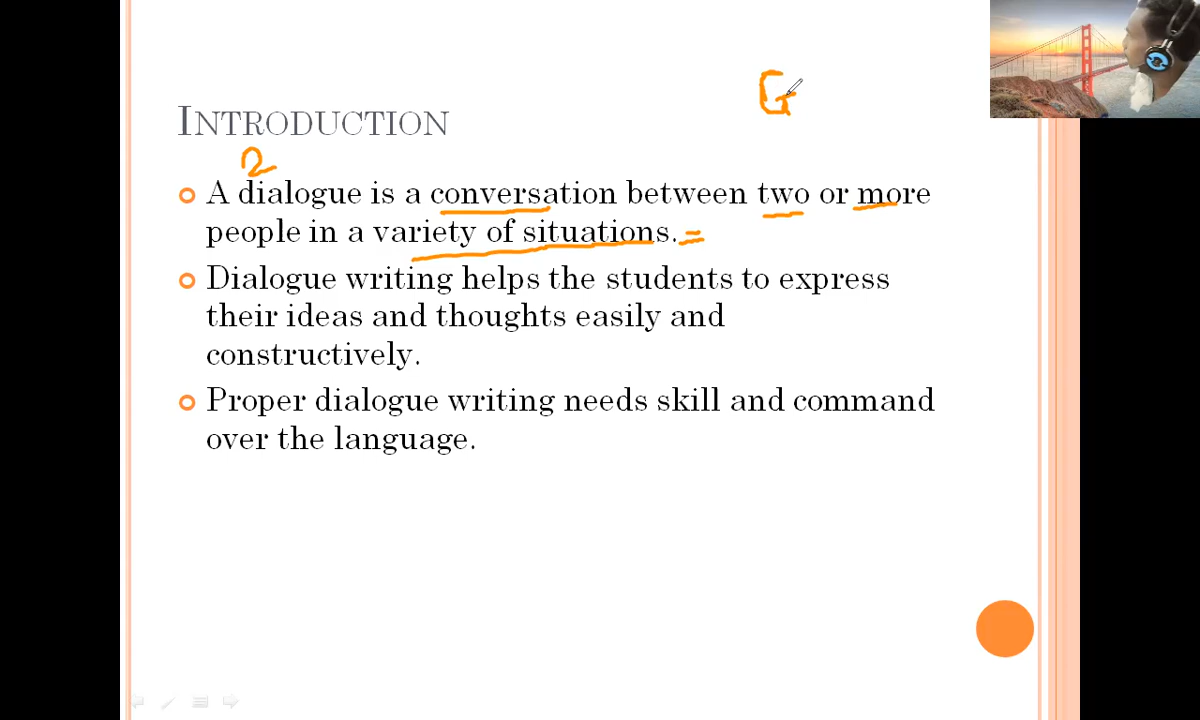 G
INTRODUCTION
2
A dialogue is a conversation between two or more
people in a variety of situations. =
Dialogue writing helps the students to express
their ideas and thoughts easily and
constructively.
Proper dialogue writing needs skill and command
over the language.